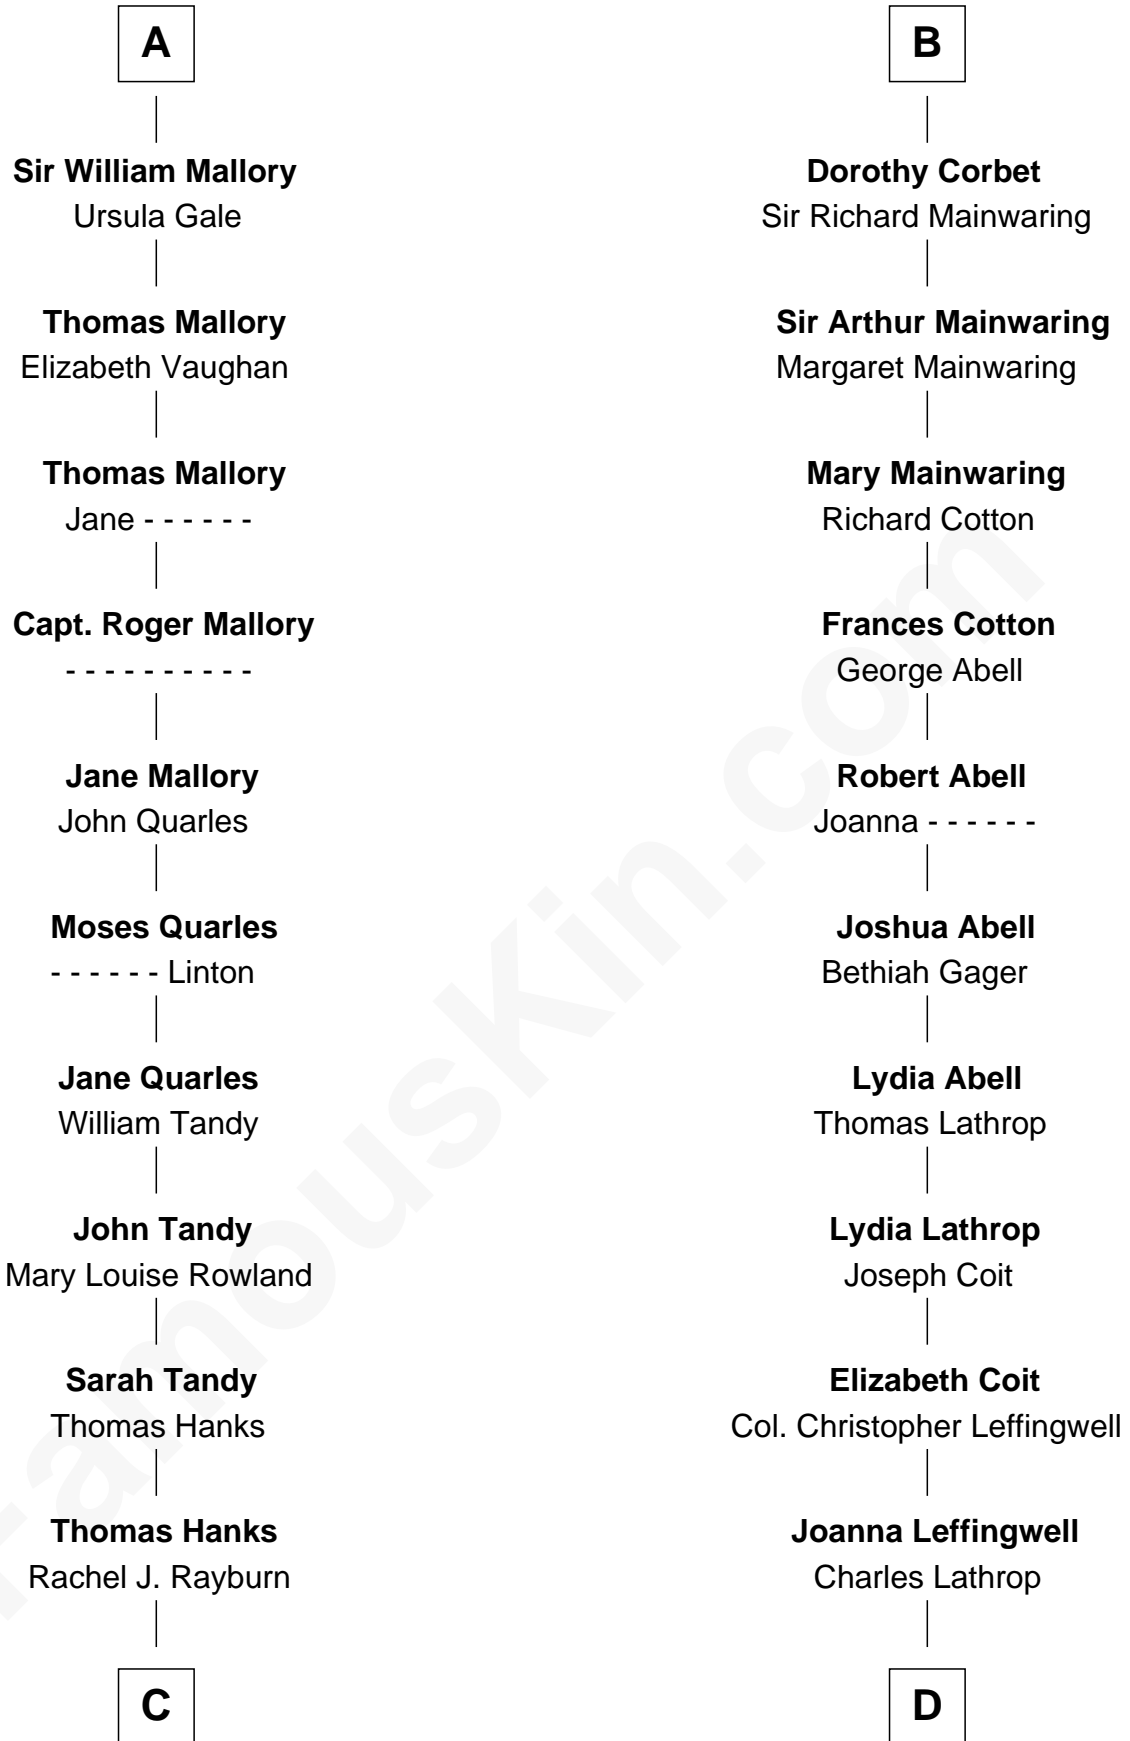 A
Sir William Mallory
Ursula Gale
Thomas Mallory
Elizabeth Vaughan
Thomas Mallory
Jane - - - - - -
Capt. Roger Mallory
- - - - - - - - - -
Jane Mallory
John Quarles
Moses Quarles
- - - - - - Linton
Jane Quarles
William Tandy
John Tandy
Mary Louise Rowland
Sarah Tandy
Thomas Hanks
Thomas Hanks
Rachel J. Rayburn
C
B
Dorothy Corbet
Sir Richard Mainwaring
Sir Arthur Mainwaring
Margaret Mainwaring
Mary Mainwaring
Richard Cotton
Frances Cotton
George Abell
Robert Abell
Joanna - - - - - -
Joshua Abell
Bethiah Gager
Lydia Abell
Thomas Lathrop
Lydia Lathrop
Joseph Coit
Elizabeth Coit
Col. Christopher Leffingwell
Joanna Leffingwell
Charles Lathrop
D
FamousKin.com